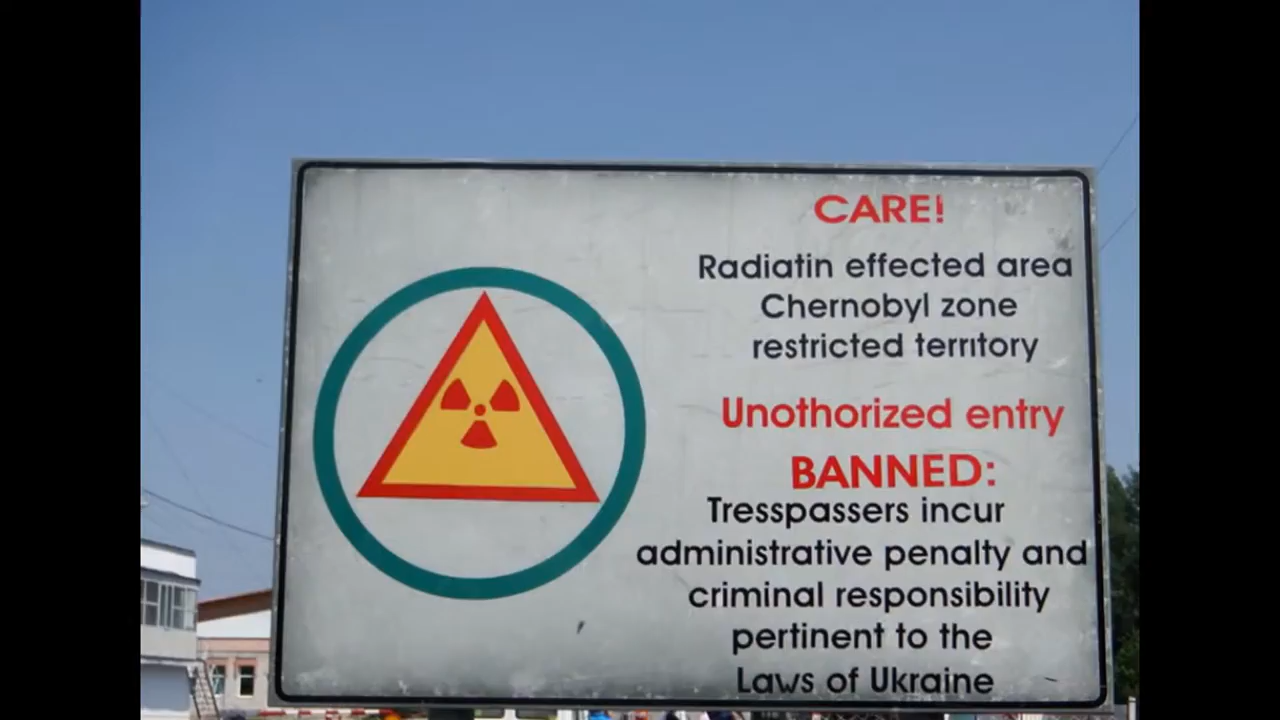 CARE!
Radiatin effected area
Chernobyl zone
restricted territory
Unothorized entry
BANNED:
Tresspassers incur
administrative penalty and
criminal responsibility
pertinent to the
Laws of Ukraine